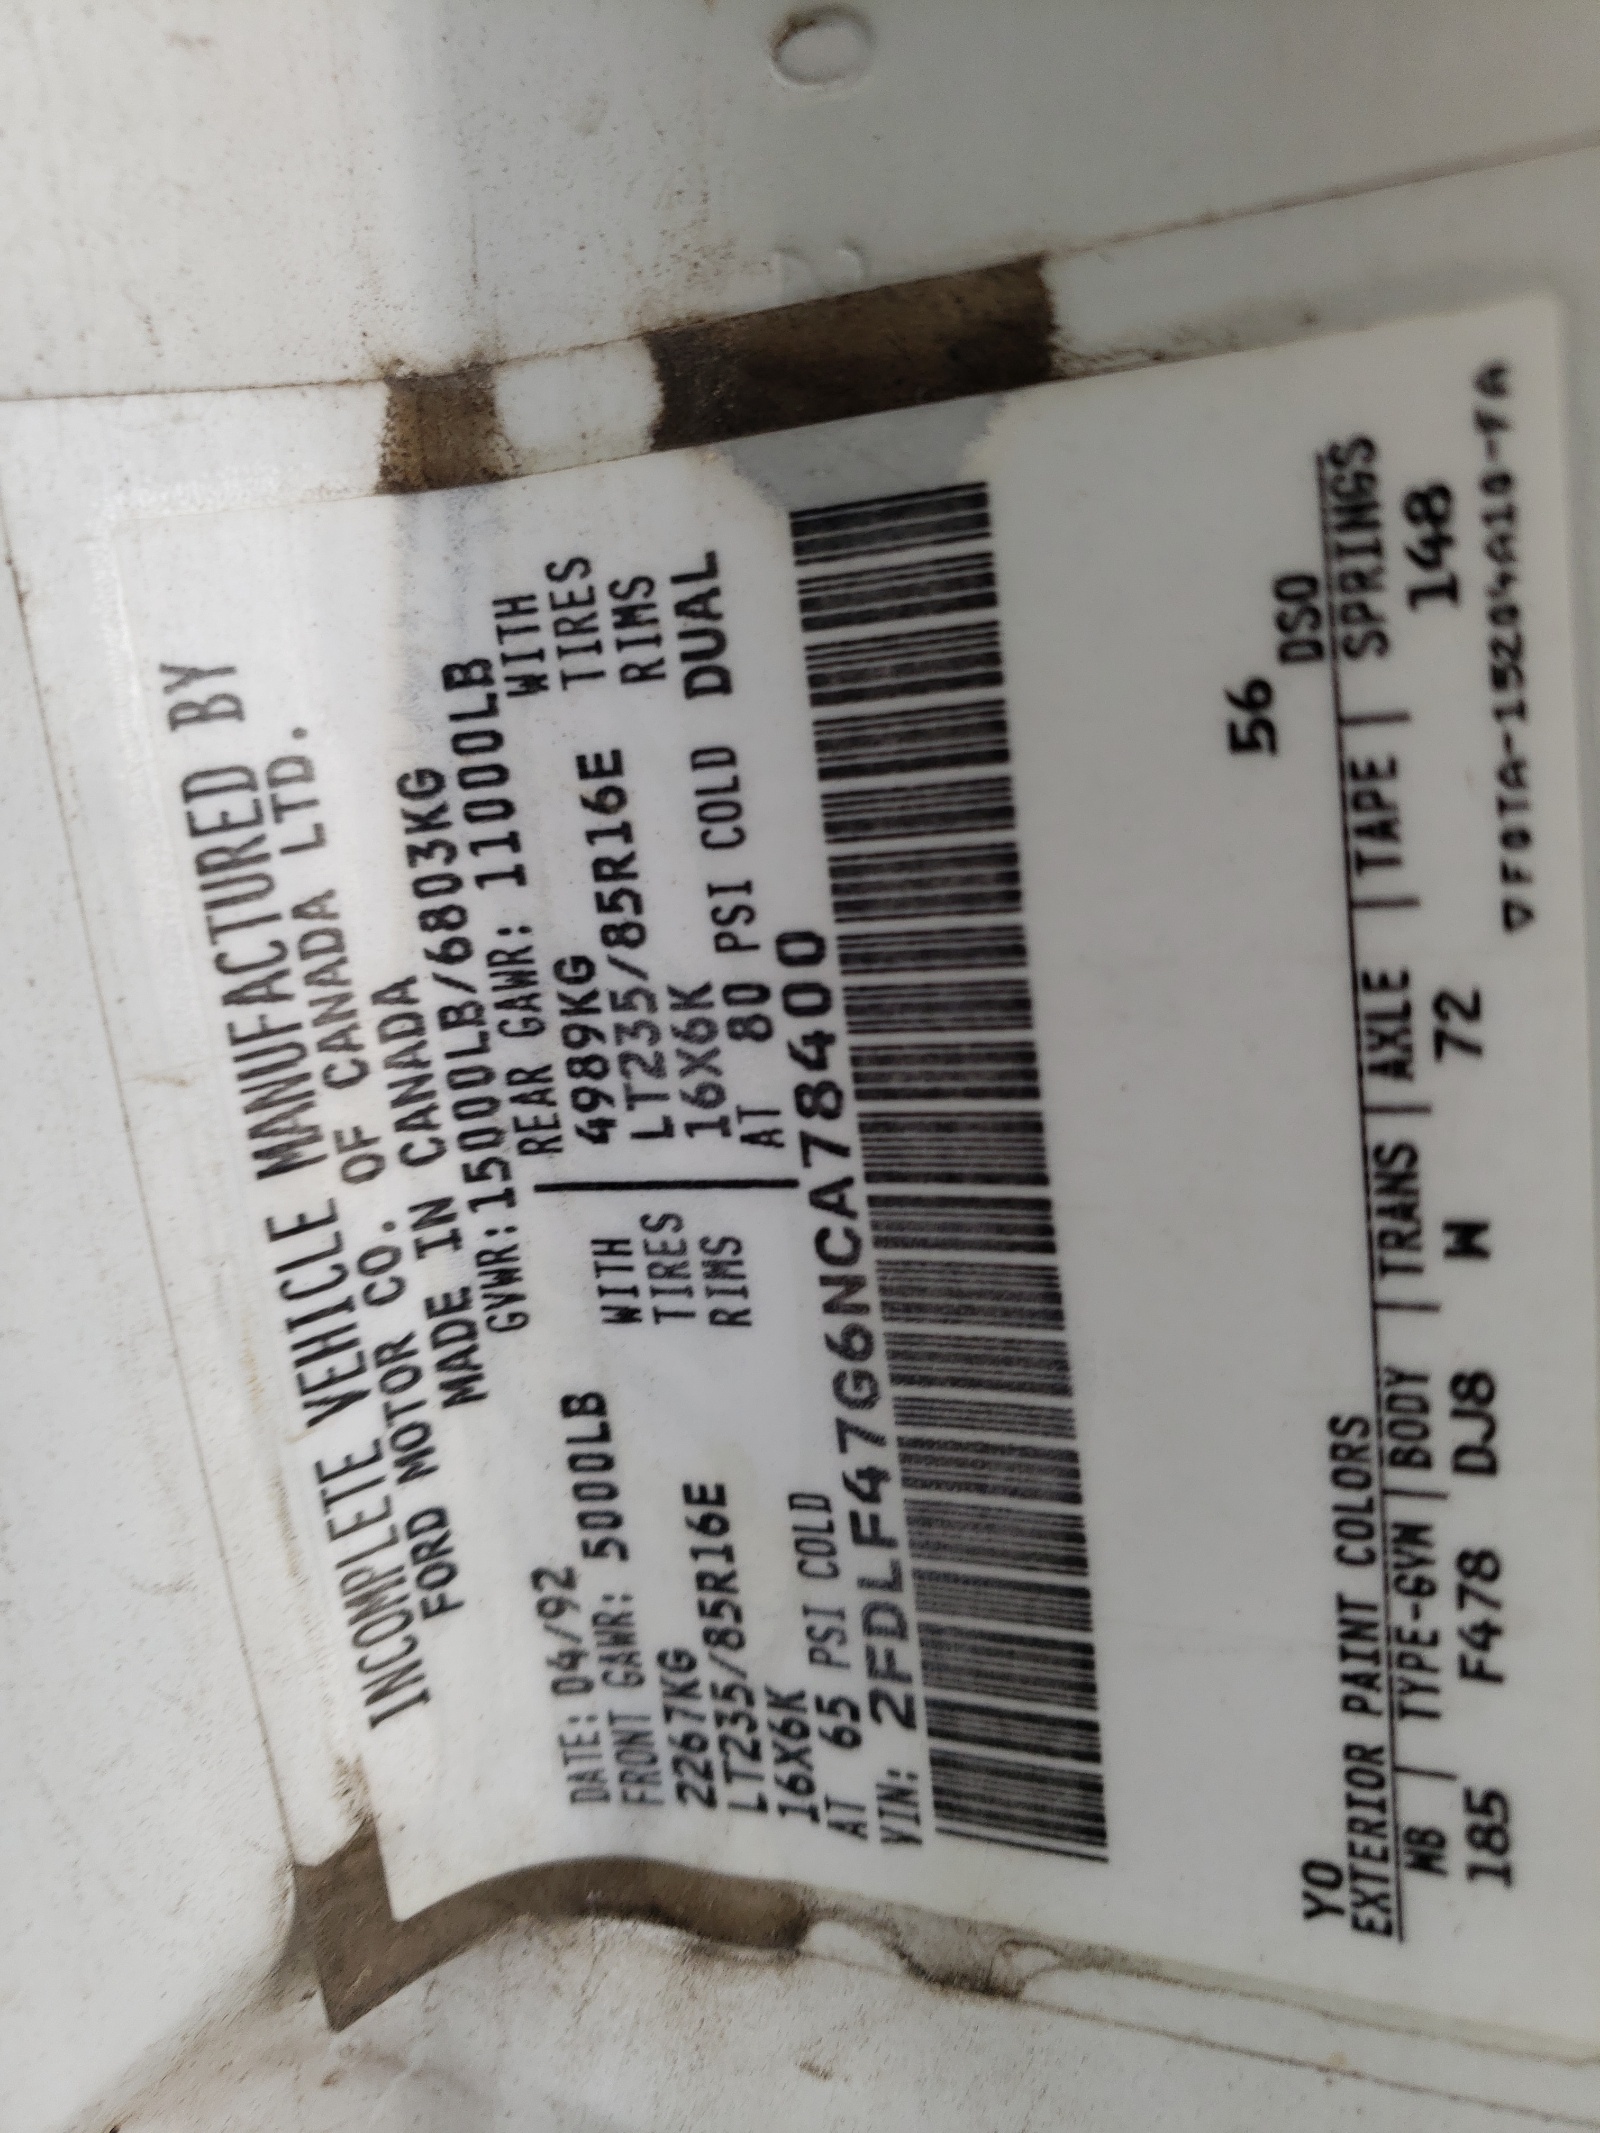 INCOMPLETE VEHICLE MANUFACTURED BY
FORD MOTOR CO. OF CANADA LTD.
MADE IN CANADA
GVWR:15000LB/6803KG
DATE: 04/92
FRONT GAWR: 5000LB
2267KG WITH
LT235/85R16E TIRES
16X6K RIMS
AT 65 PSI COLD
REAR GAWR: 11000LB
4989KG WITH
LT235/85R16E TIRES
16X6K RIMS
AT 80 PSI COLD DUAL
VIN: 2FDLF47G6NCA78400
56
YO DSO
EXTERIOR PAINT COLORS
WB | TYPE-GVW | BODY | TRANS | AXLE | TAPE | SPRINGS
185 F478 DJ8 W 72 148